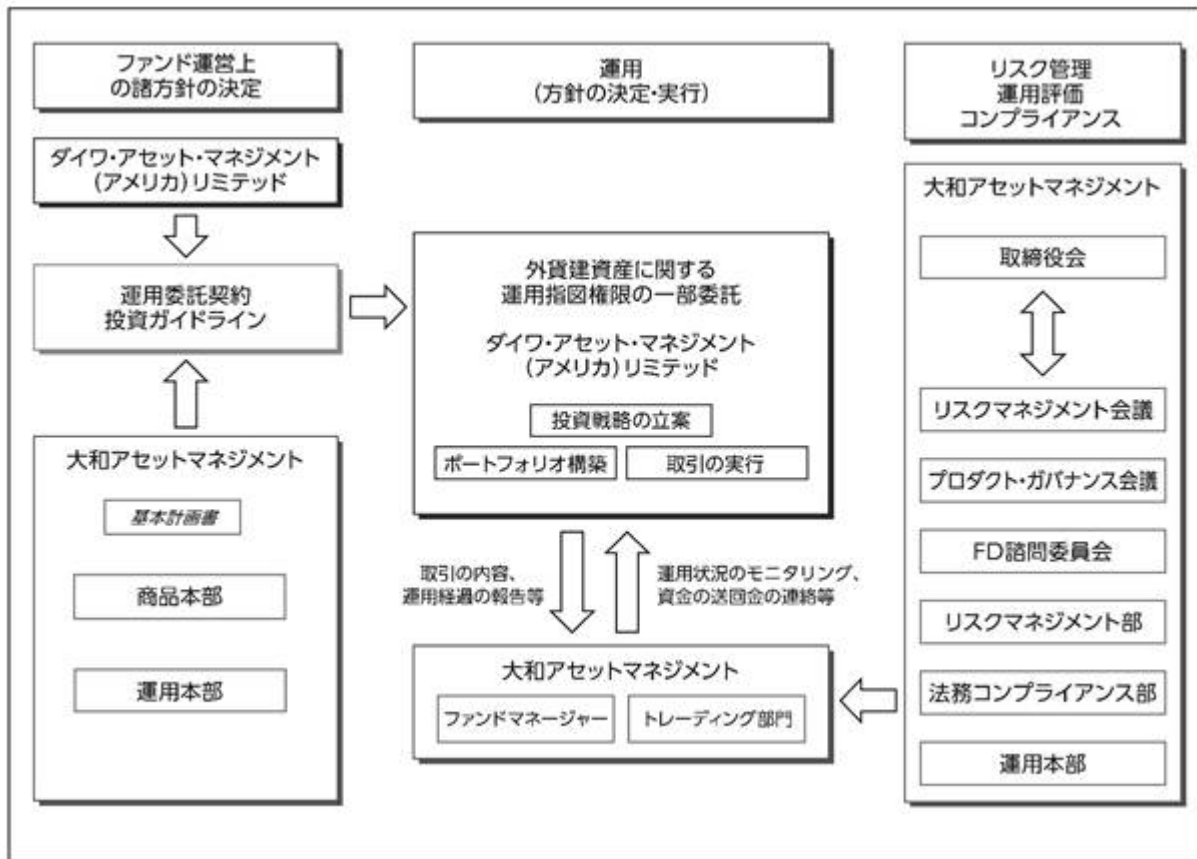 ファンド運営上
の諸方針の決定
ダイワ・アセット・マネジメント
(アメリカ)リミテッド
運用委託契約
投資ガイドライン
大和アセットマネジメント
基本計画書
商品本部
運用本部
運用
(方針の決定・実行)
外貨建資産に関する
運用指図権限の一部委託
ダイワ・アセット・マネジメント
(アメリカ)リミテッド
投資戦略の立案
ポートフォリオ構築
取引の実行
取引の内容、
運用経過の報告等
運用状況のモニタリング、
資金の送回金の連絡等
大和アセットマネジメント
ファンドマネージャー
トレーディング部門
リスク管理
運用評価
コンプライアンス
大和アセットマネジメント
取締役会
リスクマネジメント会議
プロダクト・ガバナンス会議
FD諮問委員会
リスクマネジメント部
法務コンプライアンス部
運用本部